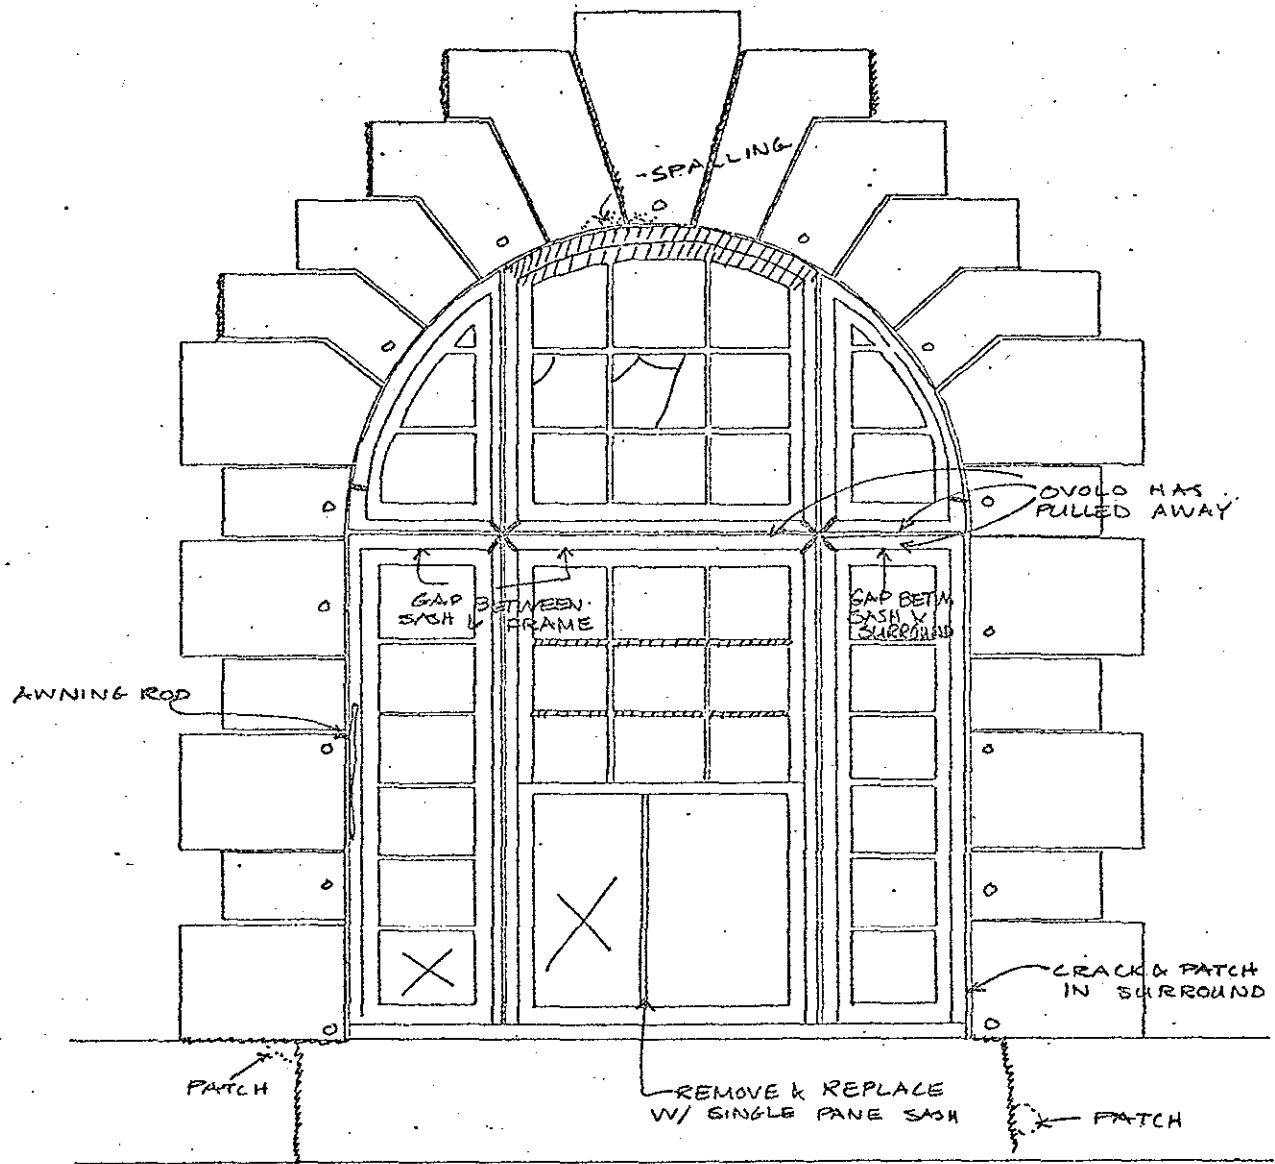 SPALLING
OVOLO HAS
PULLED AWAY
GAP BETWEEN
SASH & FRAME
GAP BET'N
SASH &
SURROUND
AWNING ROD
CRACK & PATCH
IN SURROUND
PATCH
REMOVE & REPLACE
W/ SINGLE PANE SASH
PATCH